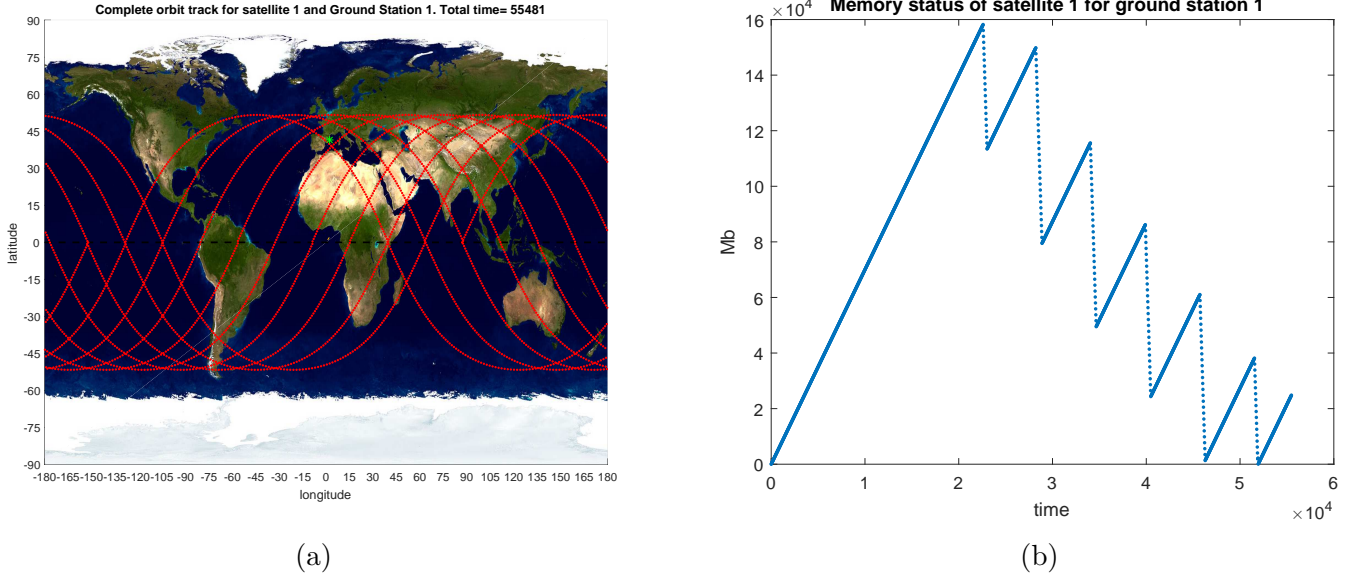 Complete orbit track for satellite 1 and Ground Station 1. Total time= 55481
90
75
60
45
30
15
0
-15
-30
-45
-60
-75
-90
latitude
-180-165-150-135-120-105 -90 -75 -60 -45 -30 -15 0 15 30 45 60 75 90 105 120 135 150 165 180
longitude
(a)
Memory status of satellite 1 for ground station 1
×10⁴
16
14
12
10
8
6
4
2
0
Mb
0 1 2 3 4 5 6
time
×10⁴
(b)